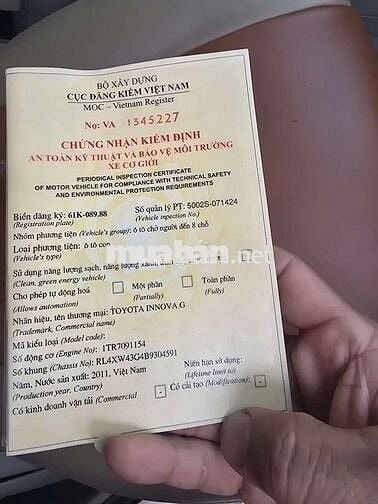 BỘ XÂY DỰNG
CỤC ĐĂNG KIỂM VIỆT NAM
MOC – Vietnam Register
No: VA 1345227
CHỨNG NHẬN KIỂM ĐỊNH
AN TOÀN KỸ THUẬT VÀ BẢO VỆ MÔI TRƯỜNG
XE CƠ GIỚI
PERIODICAL INSPECTION CERTIFICATE
OF MOTOR VEHICLE FOR COMPLIANCE WITH TECHNICAL SAFETY
AND ENVIRONMENTAL PROTECTION REQUIREMENTS
Biển đăng ký: 61K-089.88 Số quản lý PT: 5002S-071424
(Registration plate) (Vehicle inpection No.)
Nhóm phương tiện (Vehicle's group): ô tô chở người đến 8 chỗ
Loại phương tiện: ô tô con
(Vehicle's type)
muaban.net
Sử dụng năng lượng sạch, năng lượng xanh,
(Clean, green energy vehicle)
Cho phép tự động hoá Một phần Toàn phần
(Allows automation) (Partially) (Fully)
Nhãn hiệu, tên thương mại: TOYOTA INNOVA G
(Trademark, Commercial name)
Mã kiểu loại (Model code):
Số động cơ (Engine No): 1TR7091154
Số khung (Chassis No): RL4XW43G4B9304591
Năm, Nước sản xuất: 2011, Việt Nam Niên hạn sử dụng:
(Production year, Country) (Lifetime limit to)
Có kinh doanh vận tải (Commercial - Có cải tạo (Modification): -